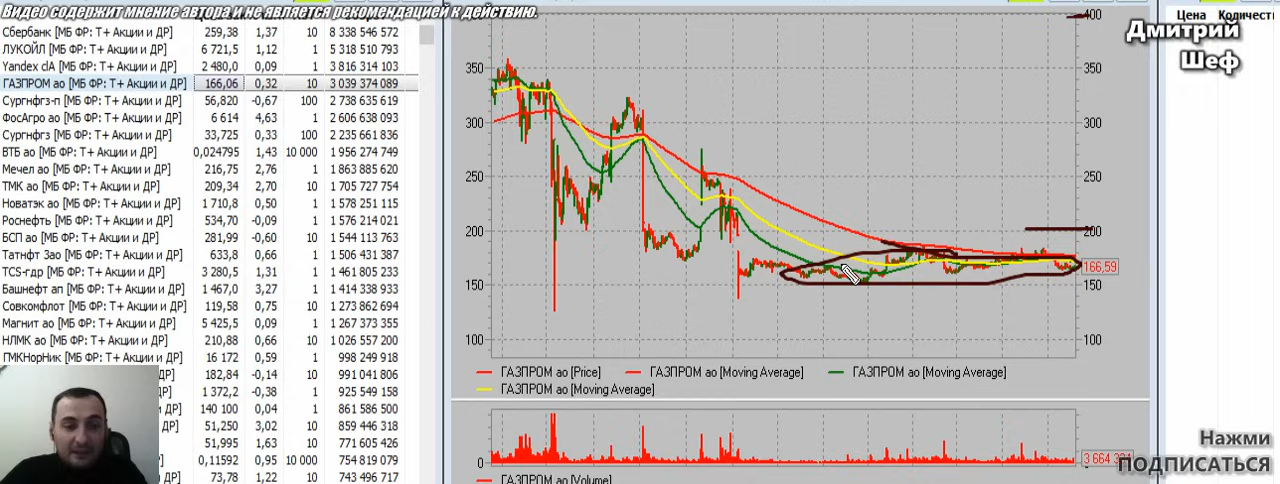 Видео содержит мнение автора и не является рекомендацией к действию.
Сбербанк [МБ ФР: Т+ Акции и ДР] 259,38 1,37 10 8 338 546 572
ЛУКОЙЛ [МБ ФР: Т+ Акции и ДР] 6 721,5 1,12 1 5 318 510 793
Yandex clA [МБ ФР: Т+ Акции и ДР] 2 480,0 0,09 1 3 816 314 103
ГАЗПРОМ ао [МБ ФР: Т+ Акции и ДР] 166,06 0,32 10 3 039 374 089
Сургнфгз-п [МБ ФР: Т+ Акции и ДР] 56,820 -0,67 100 2 738 635 619
ФосАгро ао [МБ ФР: Т+ Акции и ДР] 6 614 4,63 1 2 606 638 093
Сургнфгз [МБ ФР: Т+ Акции и ДР] 33,725 0,33 100 2 235 661 836
ВТБ ао [МБ ФР: Т+ Акции и ДР] 0,024795 1,43 10 000 1 956 274 749
Мечел ао [МБ ФР: Т+ Акции и ДР] 216,75 2,76 1 1 863 885 615
ТМК ао [МБ ФР: Т+ Акции и ДР] 209,34 2,70 10 1 705 727 754
Новатэк ао [МБ ФР: Т+ Акции и ДР] 1 710,8 0,50 1 1 578 251 115
Роснефть [МБ ФР: Т+ Акции и ДР] 534,70 -0,09 1 1 576 214 021
БСП ао [МБ ФР: Т+ Акции и ДР] 281,99 -0,60 10 1 544 113 763
Татнфт 3ао [МБ ФР: Т+ Акции и ДР] 633,8 0,66 1 1 506 431 387
TCS-гдр [МБ ФР: Т+ Акции и ДР] 3 280,5 1,31 1 1 461 805 233
Башнефт ап [МБ ФР: Т+ Акции и ДР] 1 467,0 3,27 1 1 414 338 933
Совкомфлот [МБ ФР: Т+ Акции и ДР] 119,58 0,75 10 1 273 862 694
Магнит ао [МБ ФР: Т+ Акции и ДР] 5 425,5 0,09 1 1 267 373 355
НЛМК ао [МБ ФР: Т+ Акции и ДР] 210,88 0,66 10 1 026 557 200
ГМКНорНик [МБ ФР: Т+ Акции и ДР] 16 172 0,59 1 998 249 918
182,84 -0,14 10 991 041 806
1 372,2 -0,38 1 925 549 158
140 100 0,04 1 861 586 500
51,250 3,02 10 859 446 318
51,995 1,63 10 771 605 426
0,11592 0,95 10 000 754 819 079
73,78 1,22 10 743 496 717
400
350
300
250
200
150
100
0
400
350
300
250
200
166,59
150
100
ГАЗПРОМ ао [Price] ГАЗПРОМ ао [Moving Average] ГАЗПРОМ ао [Moving Average]
ГАЗПРОМ ао [Moving Average]
ГАЗПРОМ ао [Volume]
Цена
Дмитрий
Шеф
Нажми
ПОДПИСАТЬСЯ